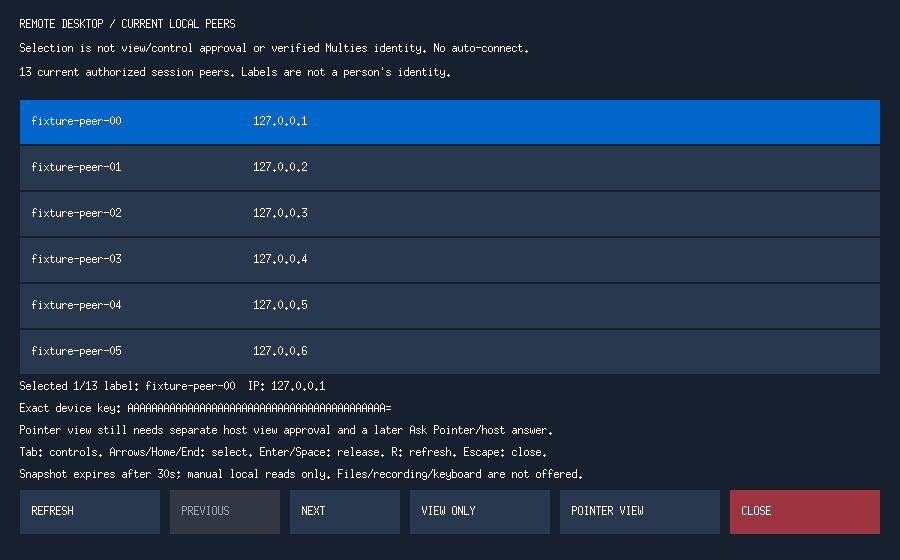 REMOTE DESKTOP / CURRENT LOCAL PEERS
Selection is not view/control approval or verified Multies identity. No auto-connect.
13 current authorized session peers. Labels are not a person's identity.
fixture-peer-00 127.0.0.1
fixture-peer-01 127.0.0.2
fixture-peer-02 127.0.0.3
fixture-peer-03 127.0.0.4
fixture-peer-04 127.0.0.5
fixture-peer-05 127.0.0.6
Selected 1/13 label: fixture-peer-00 IP: 127.0.0.1
Exact device key: AAAAAAAAAAAAAAAAAAAAAAAAAAAAAAAAAAAAAAAAAAA=
Pointer view still needs separate host view approval and a later Ask Pointer/host answer.
Tab: controls. Arrows/Home/End: select. Enter/Space: release. R: refresh. Escape: close.
Snapshot expires after 30s; manual local reads only. Files/recording/keyboard are not offered.
REFRESH PREVIOUS NEXT VIEW ONLY POINTER VIEW CLOSE